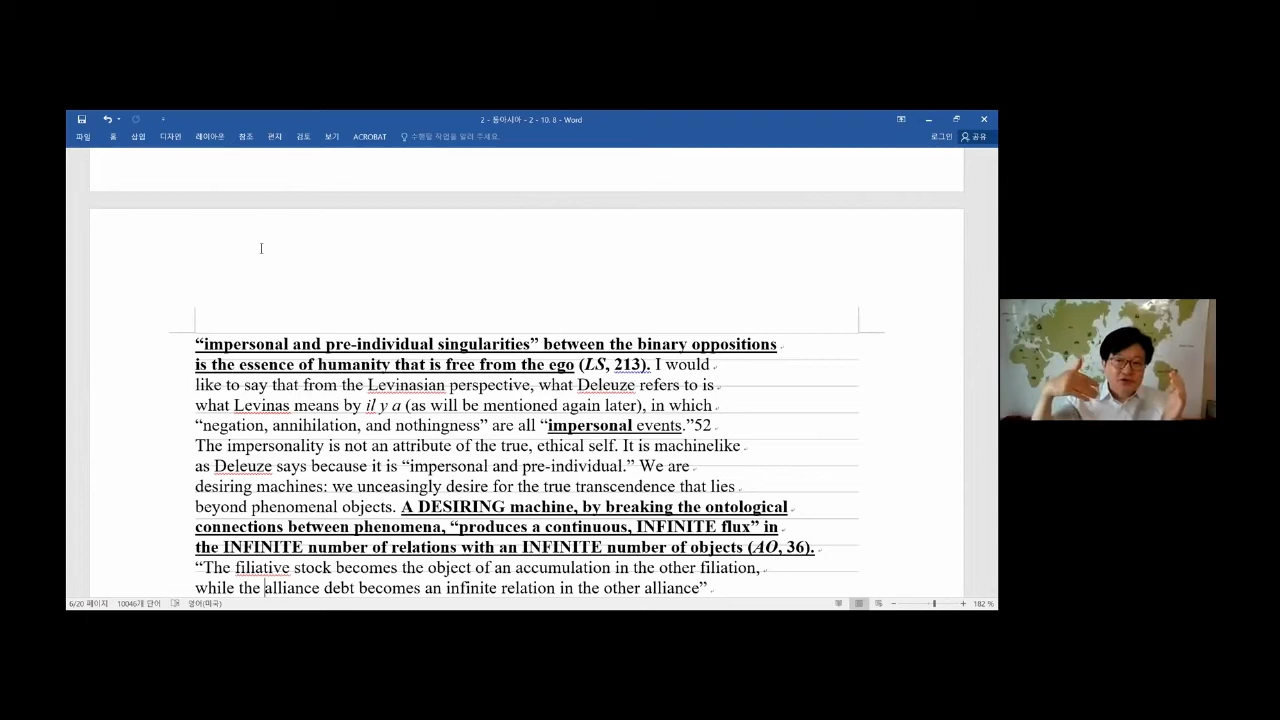 2 - 동아시아 - 2 - 10. 8 - Word
파일 홈 삽입 디자인 레이아웃 참조 편지 검토 보기 ACROBAT 수행할 작업을 알려 주세요. 로그인 공유
“impersonal and pre-individual singularities” between the binary oppositions
is the essence of humanity that is free from the ego (LS, 213). I would
like to say that from the Levinasian perspective, what Deleuze refers to is
what Levinas means by il y a (as will be mentioned again later), in which
“negation, annihilation, and nothingness” are all “impersonal events.”52
The impersonality is not an attribute of the true, ethical self. It is machinelike
as Deleuze says because it is “impersonal and pre-individual.” We are
desiring machines: we unceasingly desire for the true transcendence that lies
beyond phenomenal objects. A DESIRING machine, by breaking the ontological
connections between phenomena, “produces a continuous, INFINITE flux” in
the INFINITE number of relations with an INFINITE number of objects (AO, 36).
“The filiative stock becomes the object of an accumulation in the other filiation,
while the alliance debt becomes an infinite relation in the other alliance”
6/20 페이지 10046개 단어 영어(미국) 182 %